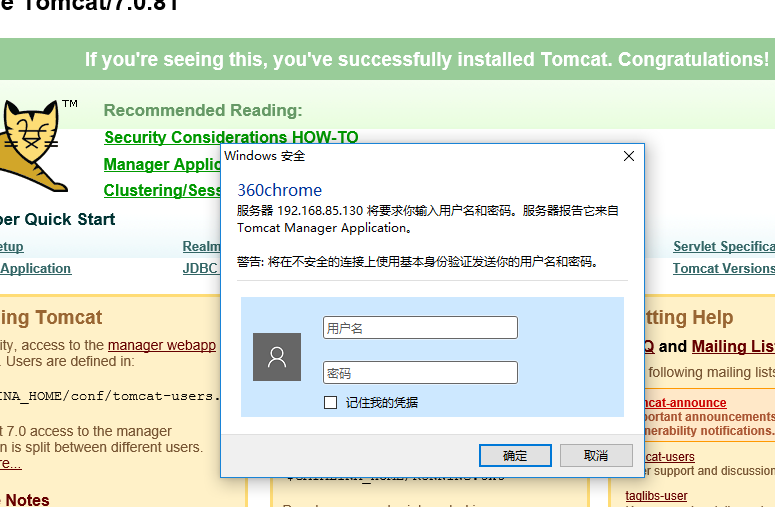 e Tomcat/7.0.81
If you're seeing this, you've successfully installed Tomcat. Congratulations!
TM
Recommended Reading:
Security Considerations HOW-TO
Manager Applic
Clustering/Sess
Windows 安全
360chrome
服务器 192.168.85.130 将要求你输入用户名和密码。服务器报告它来自
Tomcat Manager Application。
警告: 将在不安全的连接上使用基本身份验证发送你的用户名和密码。
用户名
密码
记住我的凭据
确定
取消
per Quick Start
etup
Realm
Servlet Specifica
Application
JDBC
Tomcat Versions
ing Tomcat
ity, access to the manager webapp
. Users are defined in:
INA_HOME/conf/tomcat-users.
t 7.0 access to the manager
n is split between different users.
re...
e Notes
$CATALINA_HOME/RUNNING.txt
tting Help
Q and Mailing List
following mailing lists
ncat-announce
portant announcements
nerability notifications.
cat-users
r support and discussion
taglibs-user